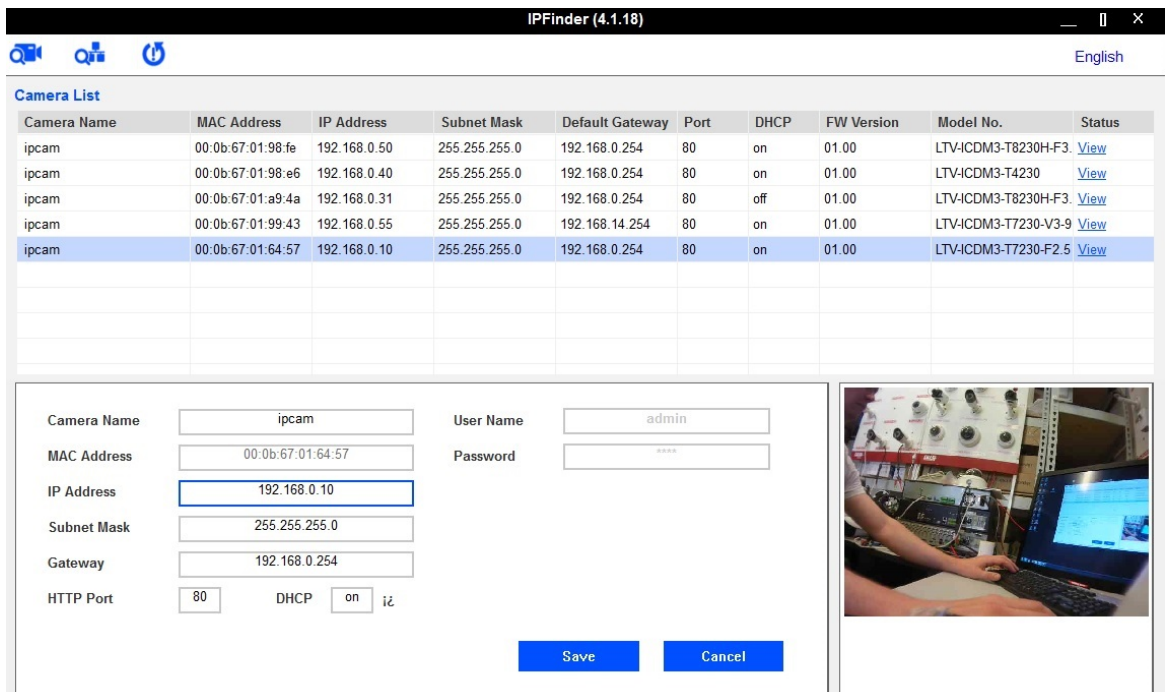 IPFinder (4.1.18)
English
Camera List
Camera Name MAC Address IP Address Subnet Mask Default Gateway Port DHCP FW Version Model No. Status
ipcam 00:0b:67:01:98:fe 192.168.0.50 255.255.255.0 192.168.0.254 80 on 01.00 LTV-ICDM3-T8230H-F3. View
ipcam 00:0b:67:01:98:e6 192.168.0.40 255.255.255.0 192.168.0.254 80 on 01.00 LTV-ICDM3-T4230 View
ipcam 00:0b:67:01:a9:4a 192.168.0.31 255.255.255.0 192.168.0.254 80 off 01.00 LTV-ICDM3-T8230H-F3. View
ipcam 00:0b:67:01:99:43 192.168.0.55 255.255.255.0 192.168.14.254 80 on 01.00 LTV-ICDM3-T7230-V3-9 View
ipcam 00:0b:67:01:64:57 192.168.0.10 255.255.255.0 192.168.0.254 80 on 01.00 LTV-ICDM3-T7230-F2.5 View
Camera Name ipcam User Name admin
MAC Address 00:0b:67:01:64:57 Password ****
IP Address 192.168.0.10
Subnet Mask 255.255.255.0
Gateway 192.168.0.254
HTTP Port 80 DHCP on ¡¿
Save Cancel